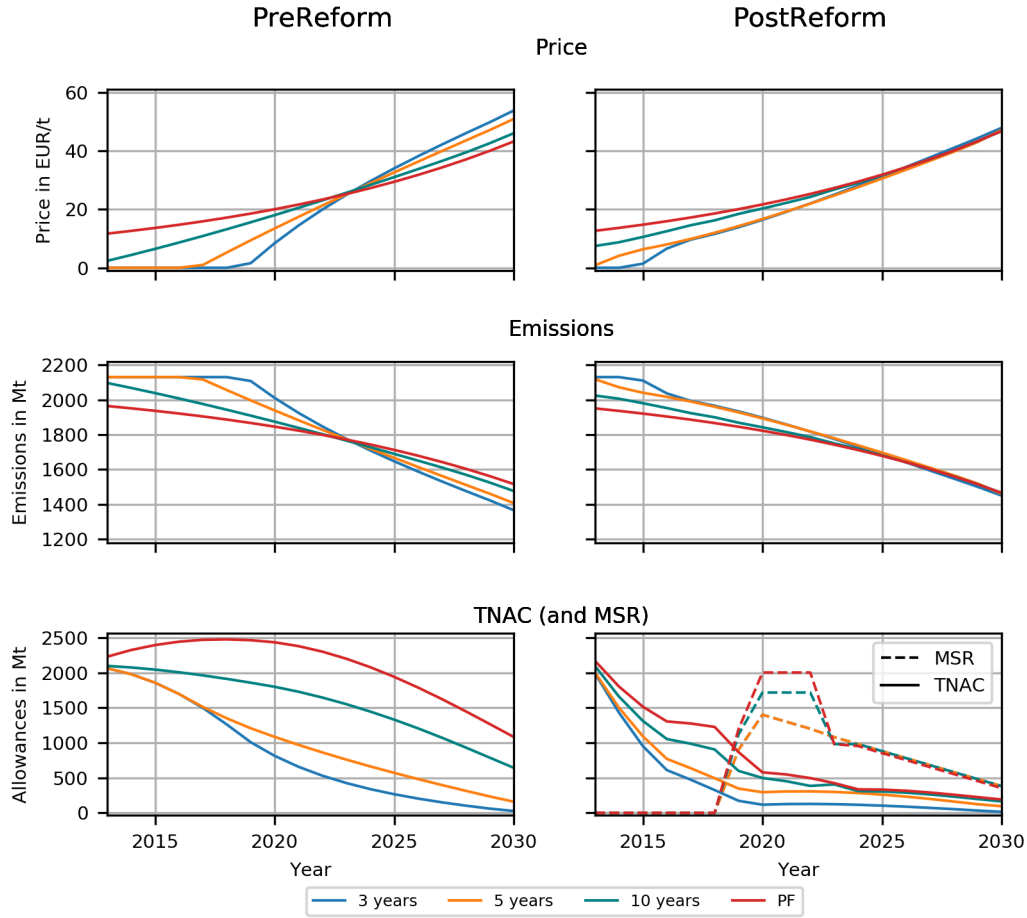 PreReform PostReform
Price
60
40
20
0
Price in EUR/t
Emissions
2200
2000
1800
1600
1400
1200
Emissions in Mt
TNAC (and MSR)
2500
2000
1500
1000
500
0
Allowances in Mt
MSR
TNAC
2015 2020 2025 2030 2015 2020 2025 2030
Year Year
3 years 5 years 10 years PF